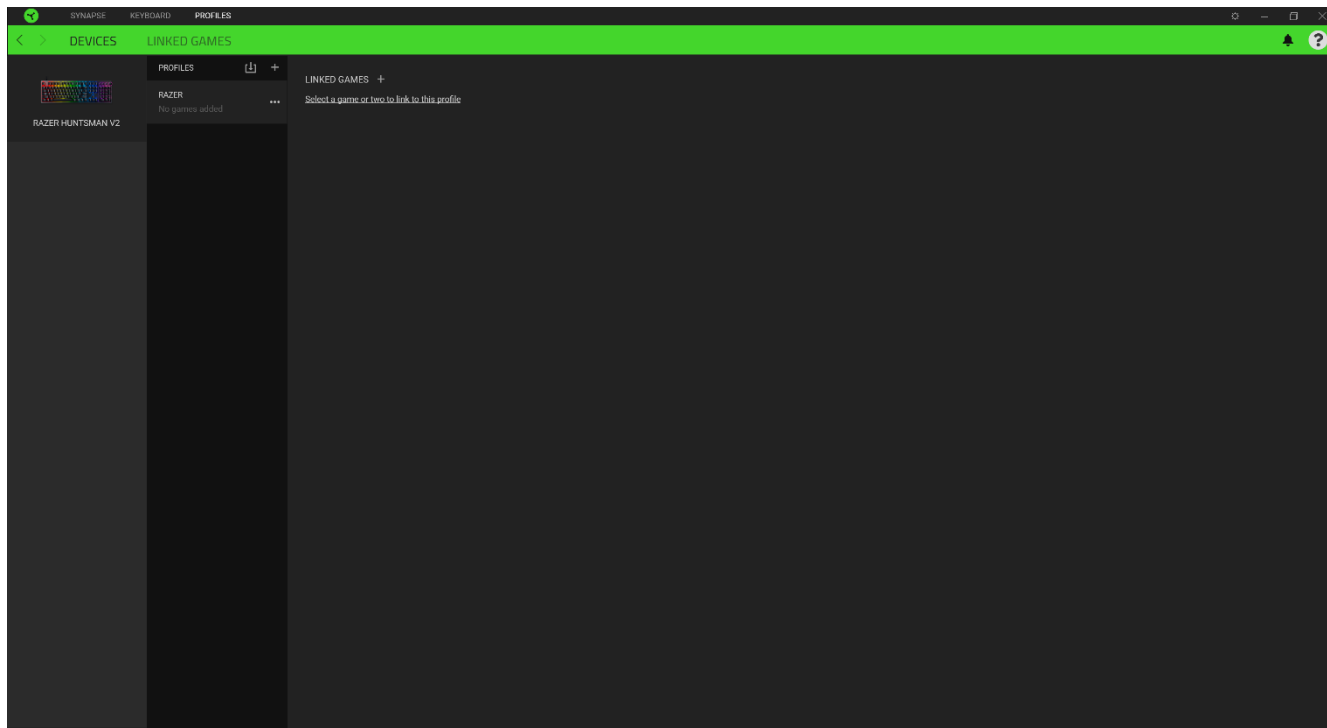 SYNAPSE KEYBOARD PROFILES
DEVICES LINKED GAMES
PROFILES
RAZER
No games added
RAZER HUNTSMAN V2
LINKED GAMES +
Select a game or two to link to this profile